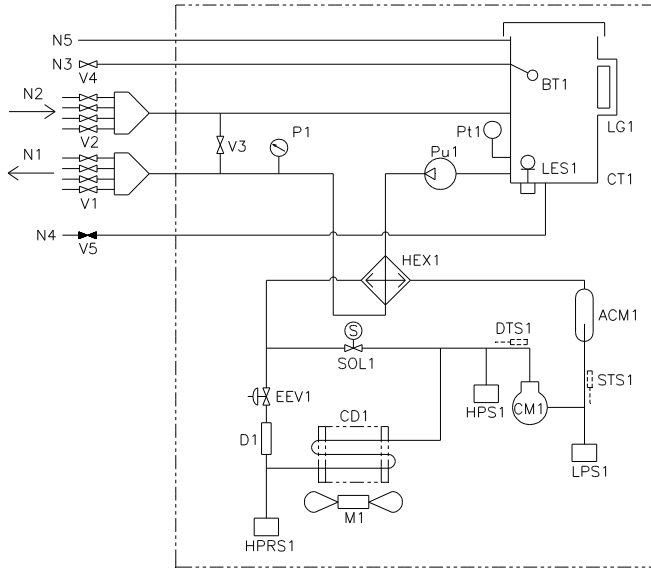 N5
N3
V4
BT1
N2
V2
P1
V3
Pt1
Pu1
LG1
N1
V1
LES1
CT1
N4
V5
HEX1
ACM1
S
SOL1
DTS1
STS1
EEV1
CD1
HPS1
CM1
D1
LPS1
M1
HPRS1